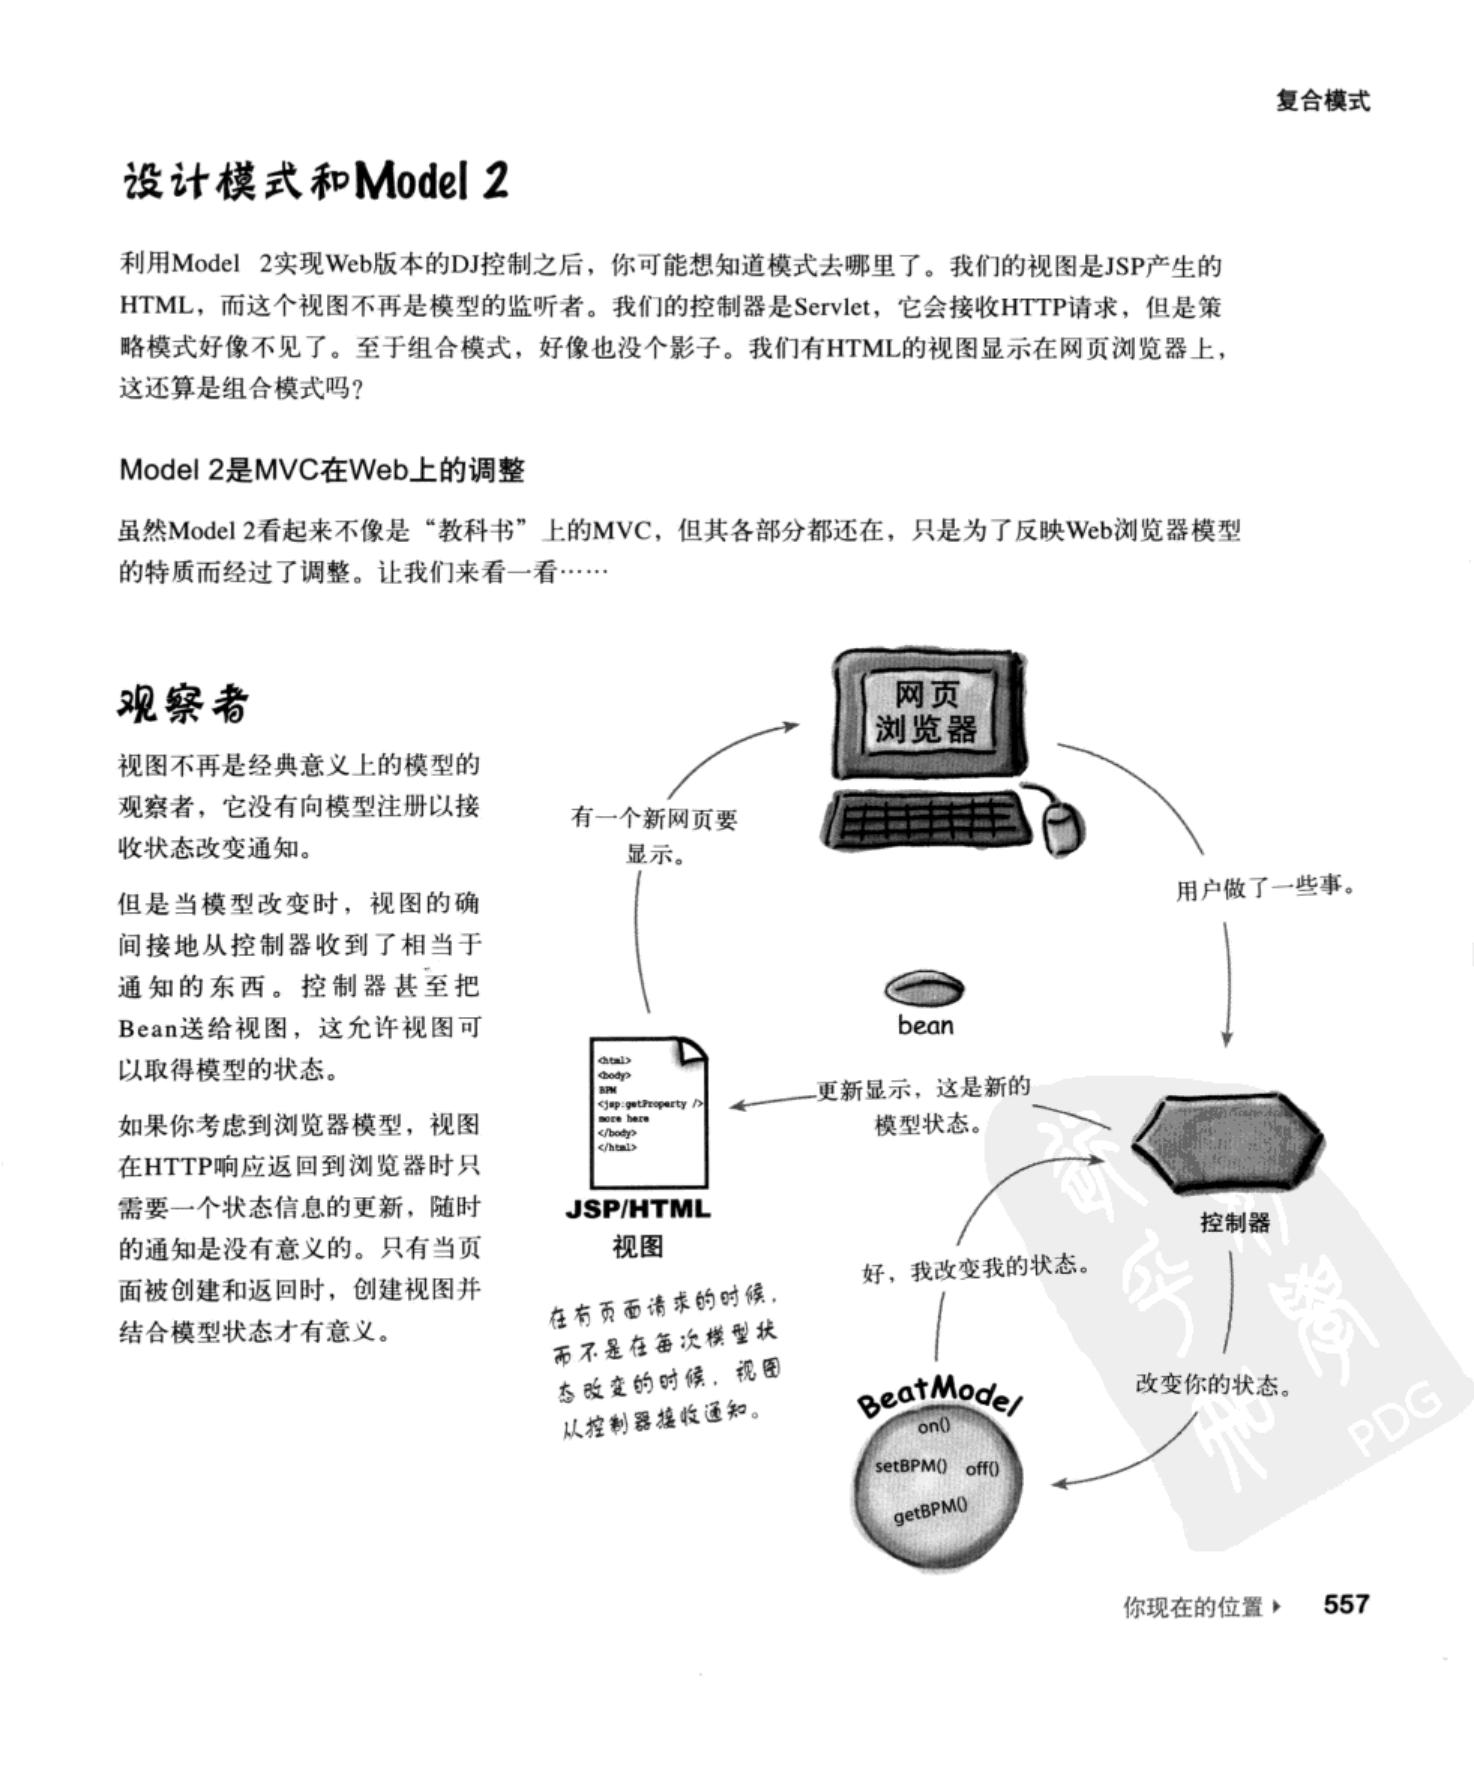 复合模式
设计模式和Model 2
利用Model 2实现Web版本的DJ控制之后，你可能想知道模式去哪里了。我们的视图是JSP产生的
HTML，而这个视图不再是模型的监听者。我们的控制器是Servlet，它会接收HTTP请求，但是策
略模式好像不见了。至于组合模式，好像也没个影子。我们有HTML的视图显示在网页浏览器上，
这还算是组合模式吗？
Model 2是MVC在Web上的调整
虽然Model 2看起来不像是“教科书”上的MVC，但其各部分都还在，只是为了反映Web浏览器模型
的特质而经过了调整。让我们来看一看……
观察者
视图不再是经典意义上的模型的
观察者，它没有向模型注册以接
收状态改变通知。
但是当模型改变时，视图的确
间接地从控制器收到了相当于
通知的东西。控制器甚至把
Bean送给视图，这允许视图可
以取得模型的状态。
如果你考虑到浏览器模型，视图
在HTTP响应返回到浏览器时只
需要一个状态信息的更新，随时
的通知是没有意义的。只有当页
面被创建和返回时，创建视图并
结合模型状态才有意义。
网页
浏览器
有一个新网页要
显示。
用户做了一些事。
bean
<html>
<body>
BPM
<jsp:getProperty />
more here
</body>
</html>
更新显示，这是新的
模型状态。
JSP/HTML
视图
控制器
好，我改变我的状态。
在有页面请求的时候，
而不是在每次模型状
态改变的时候，视图
从控制器接收通知。
改变你的状态。
BeatModel
on()
setBPM() off()
getBPM()
PDG
你现在的位置 ▸ 557